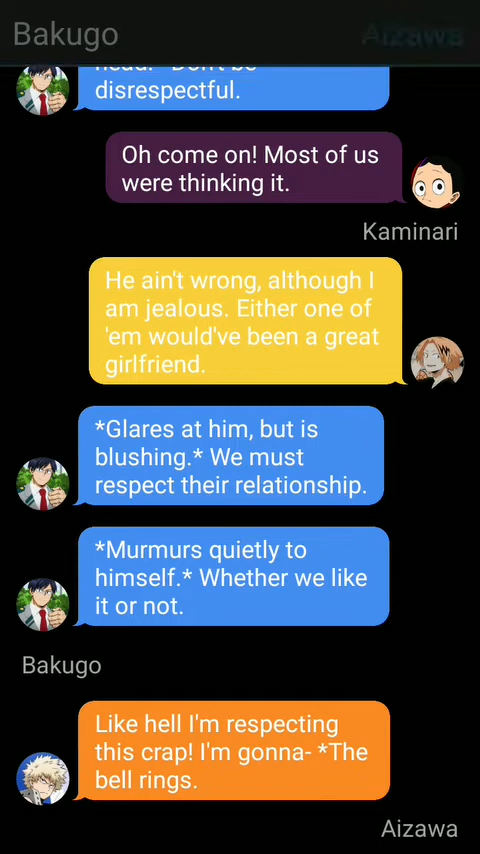 Bakugo
Aizawa
head.* Don't be
disrespectful.
Oh come on! Most of us
were thinking it.
Kaminari
He ain't wrong, although I
am jealous. Either one of
'em would've been a great
girlfriend.
*Glares at him, but is
blushing.* We must
respect their relationship.
*Murmurs quietly to
himself.* Whether we like
it or not.
Bakugo
Like hell I'm respecting
this crap! I'm gonna- *The
bell rings.
Aizawa